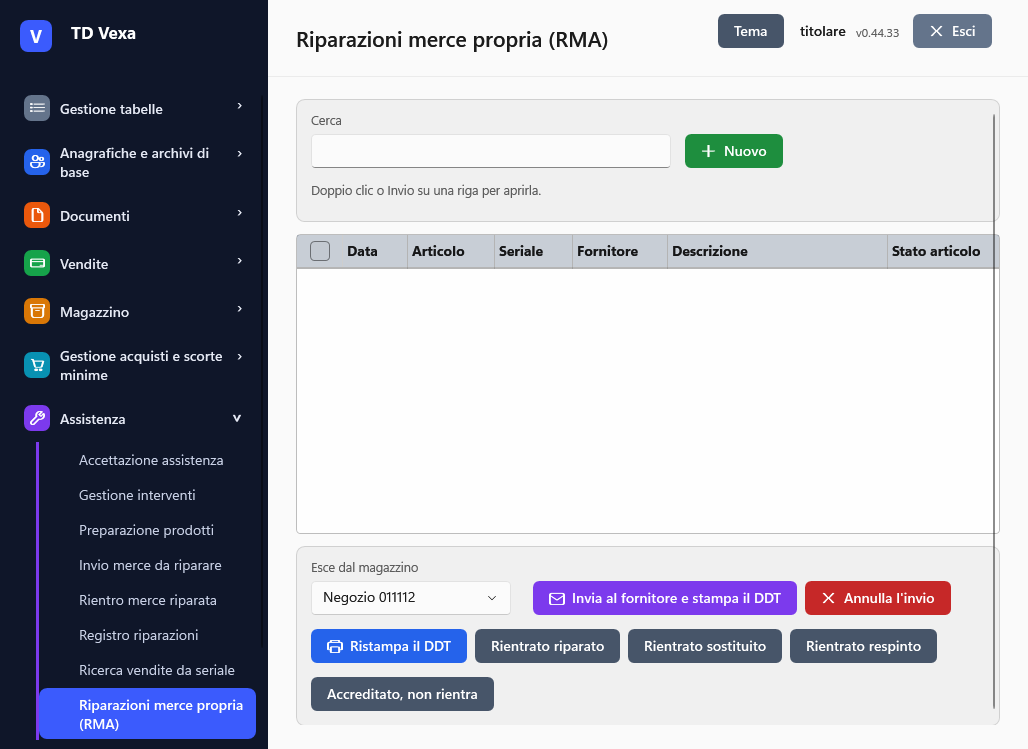 V
TD Vexa
Riparazioni merce propria (RMA)
Tema
titolare
v0.44.33
Esci
Gestione tabelle
Anagrafiche e archivi di
base
Documenti
Vendite
Magazzino
Gestione acquisti e scorte
minime
Assistenza
Accettazione assistenza
Gestione interventi
Preparazione prodotti
Invio merce da riparare
Rientro merce riparata
Registro riparazioni
Ricerca vendite da seriale
Riparazioni merce propria
(RMA)
Cerca
Nuovo
Doppio clic o Invio su una riga per aprirla.
Data Articolo Seriale Fornitore Descrizione Stato articolo
Esce dal magazzino
Negozio 011112
Invia al fornitore e stampa il DDT
Annulla l'invio
Ristampa il DDT
Rientrato riparato
Rientrato sostituito
Rientrato respinto
Accreditato, non rientra